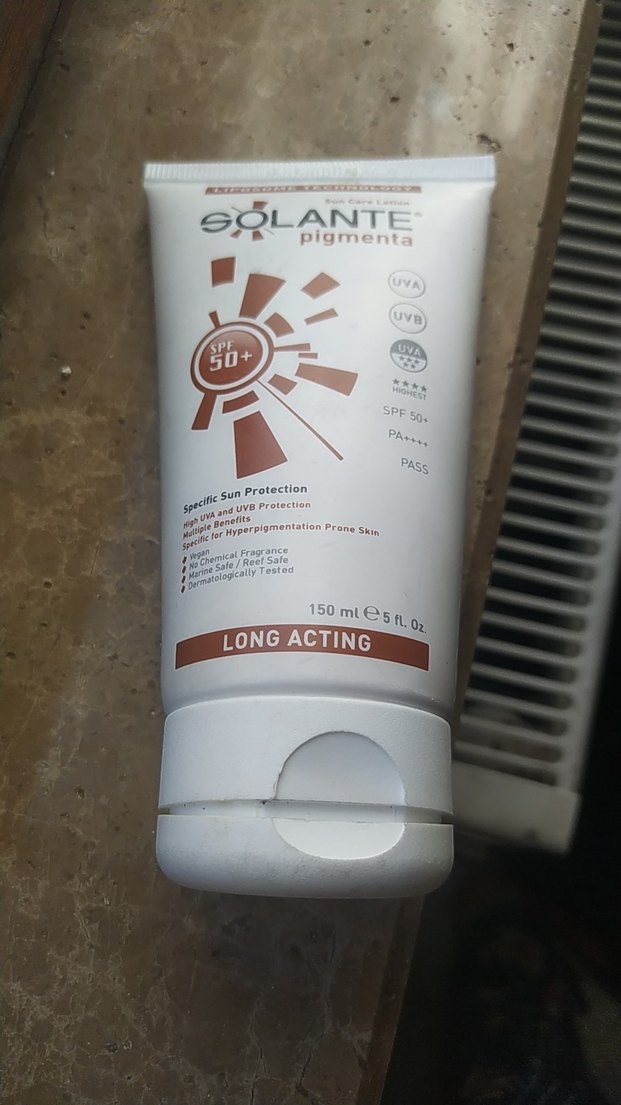 LIPOSOME TECHNOLOGY
Sun Care Lotion
SOLANTE®
pigmenta
SPF
50+
UVA
UVB
UVA
HIGHEST
SPF 50+
PA++++
PASS
Specific Sun Protection
High UVA and UVB Protection
Multiple Benefits
Specific for Hyperpigmentation Prone Skin
Vegan
No Chemical Fragrance
Marine Safe / Reef Safe
Dermatologically Tested
150 ml ℮ 5 fl. Oz.
LONG ACTING